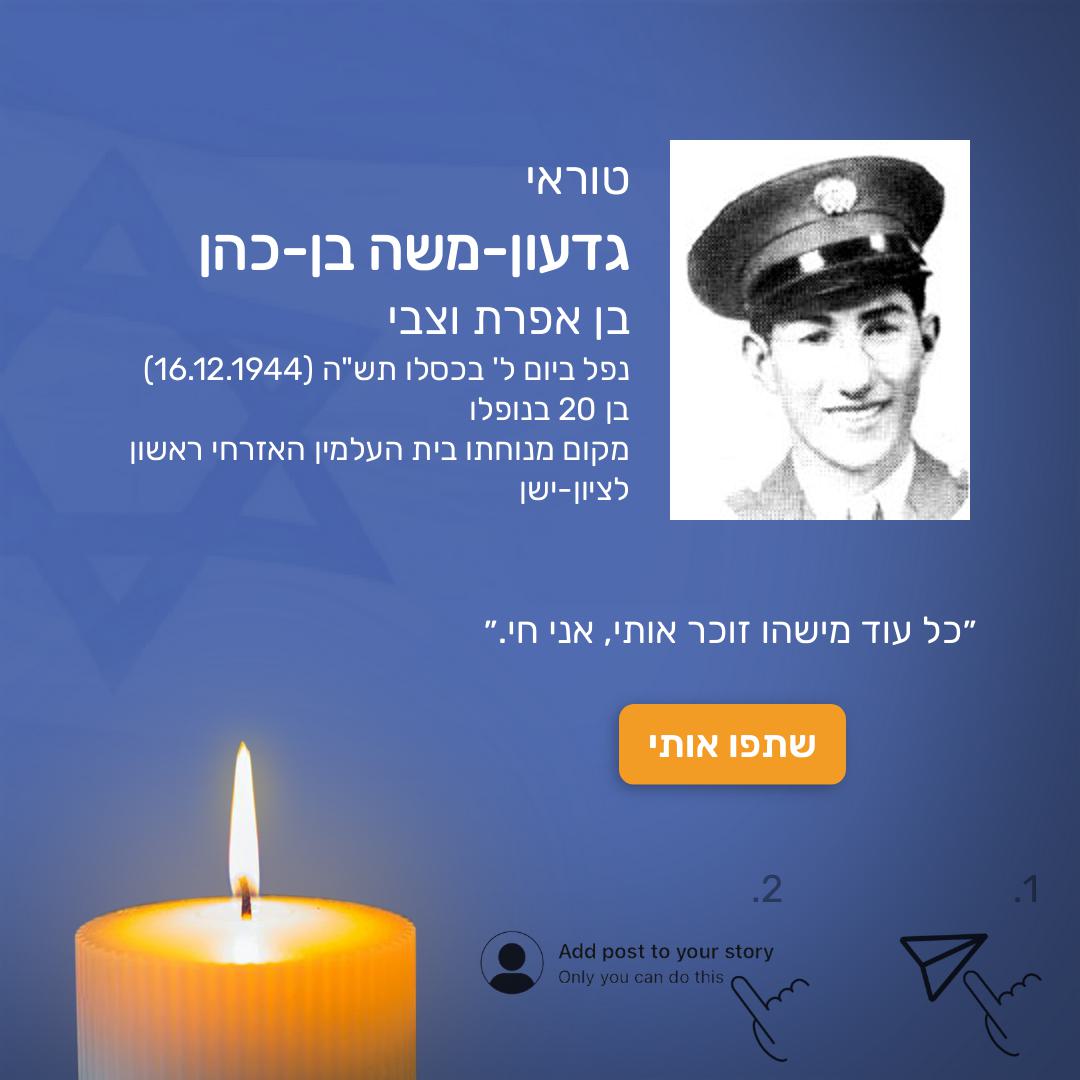 טוראי
גדעון-משה בן-כהן
בן אפרת וצבי
נפל ביום ל' בכסלו תש"ה (16.12.1944)
בן 20 בנופלו
מקום מנוחתו בית העלמין האזרחי ראשון
לציון-ישן
״כל עוד מישהו זוכר אותי, אני חי.״
שתפו אותי
1.
2.
Add post to your story
Only you can do this